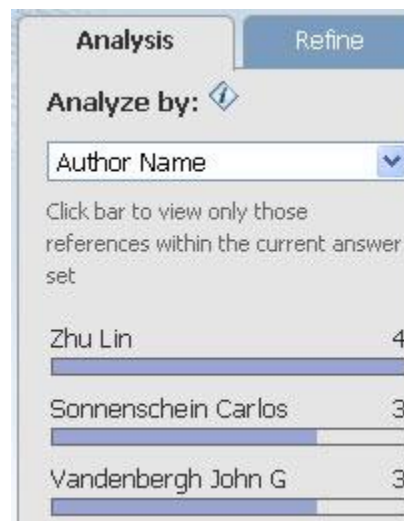 Analysis Refine
Analyze by:
Author Name
Click bar to view only those
references within the current answer
set
Zhu Lin 4
Sonnenschein Carlos 3
Vandenbergh John G 3